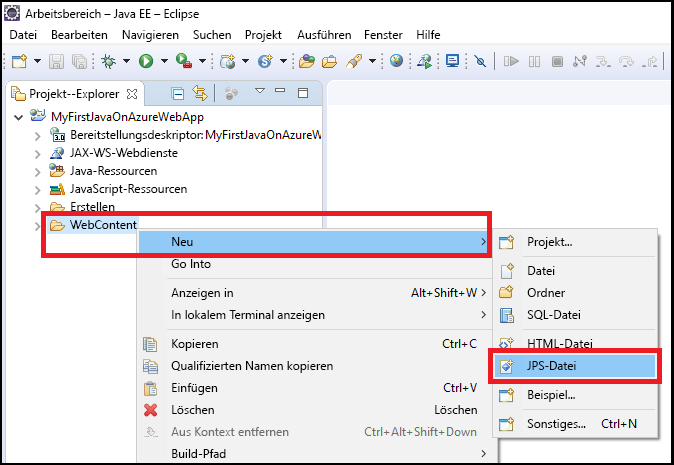 Arbeitsbereich – Java EE – Eclipse
Datei Bearbeiten Navigieren Suchen Projekt Ausführen Fenster Hilfe
Projekt--Explorer
MyFirstJavaOnAzureWebApp
3.0 Bereitstellungsdeskriptor: MyFirstJavaOnAzureW
JAX-WS-Webdienste
Java-Ressourcen
JavaScript-Ressourcen
Erstellen
WebContent
Neu
Go Into
Anzeigen in Alt+Shift+W
In lokalem Terminal anzeigen
Kopieren Ctrl+C
Qualifizierten Namen kopieren
Einfügen Ctrl+V
Löschen Löschen
Aus Kontext entfernen Ctrl+Alt+Shift+Down
Build-Pfad
Projekt...
Datei
Ordner
SQL-Datei
HTML-Datei
JPS-Datei
Beispiel...
Sonstiges... Ctrl+N